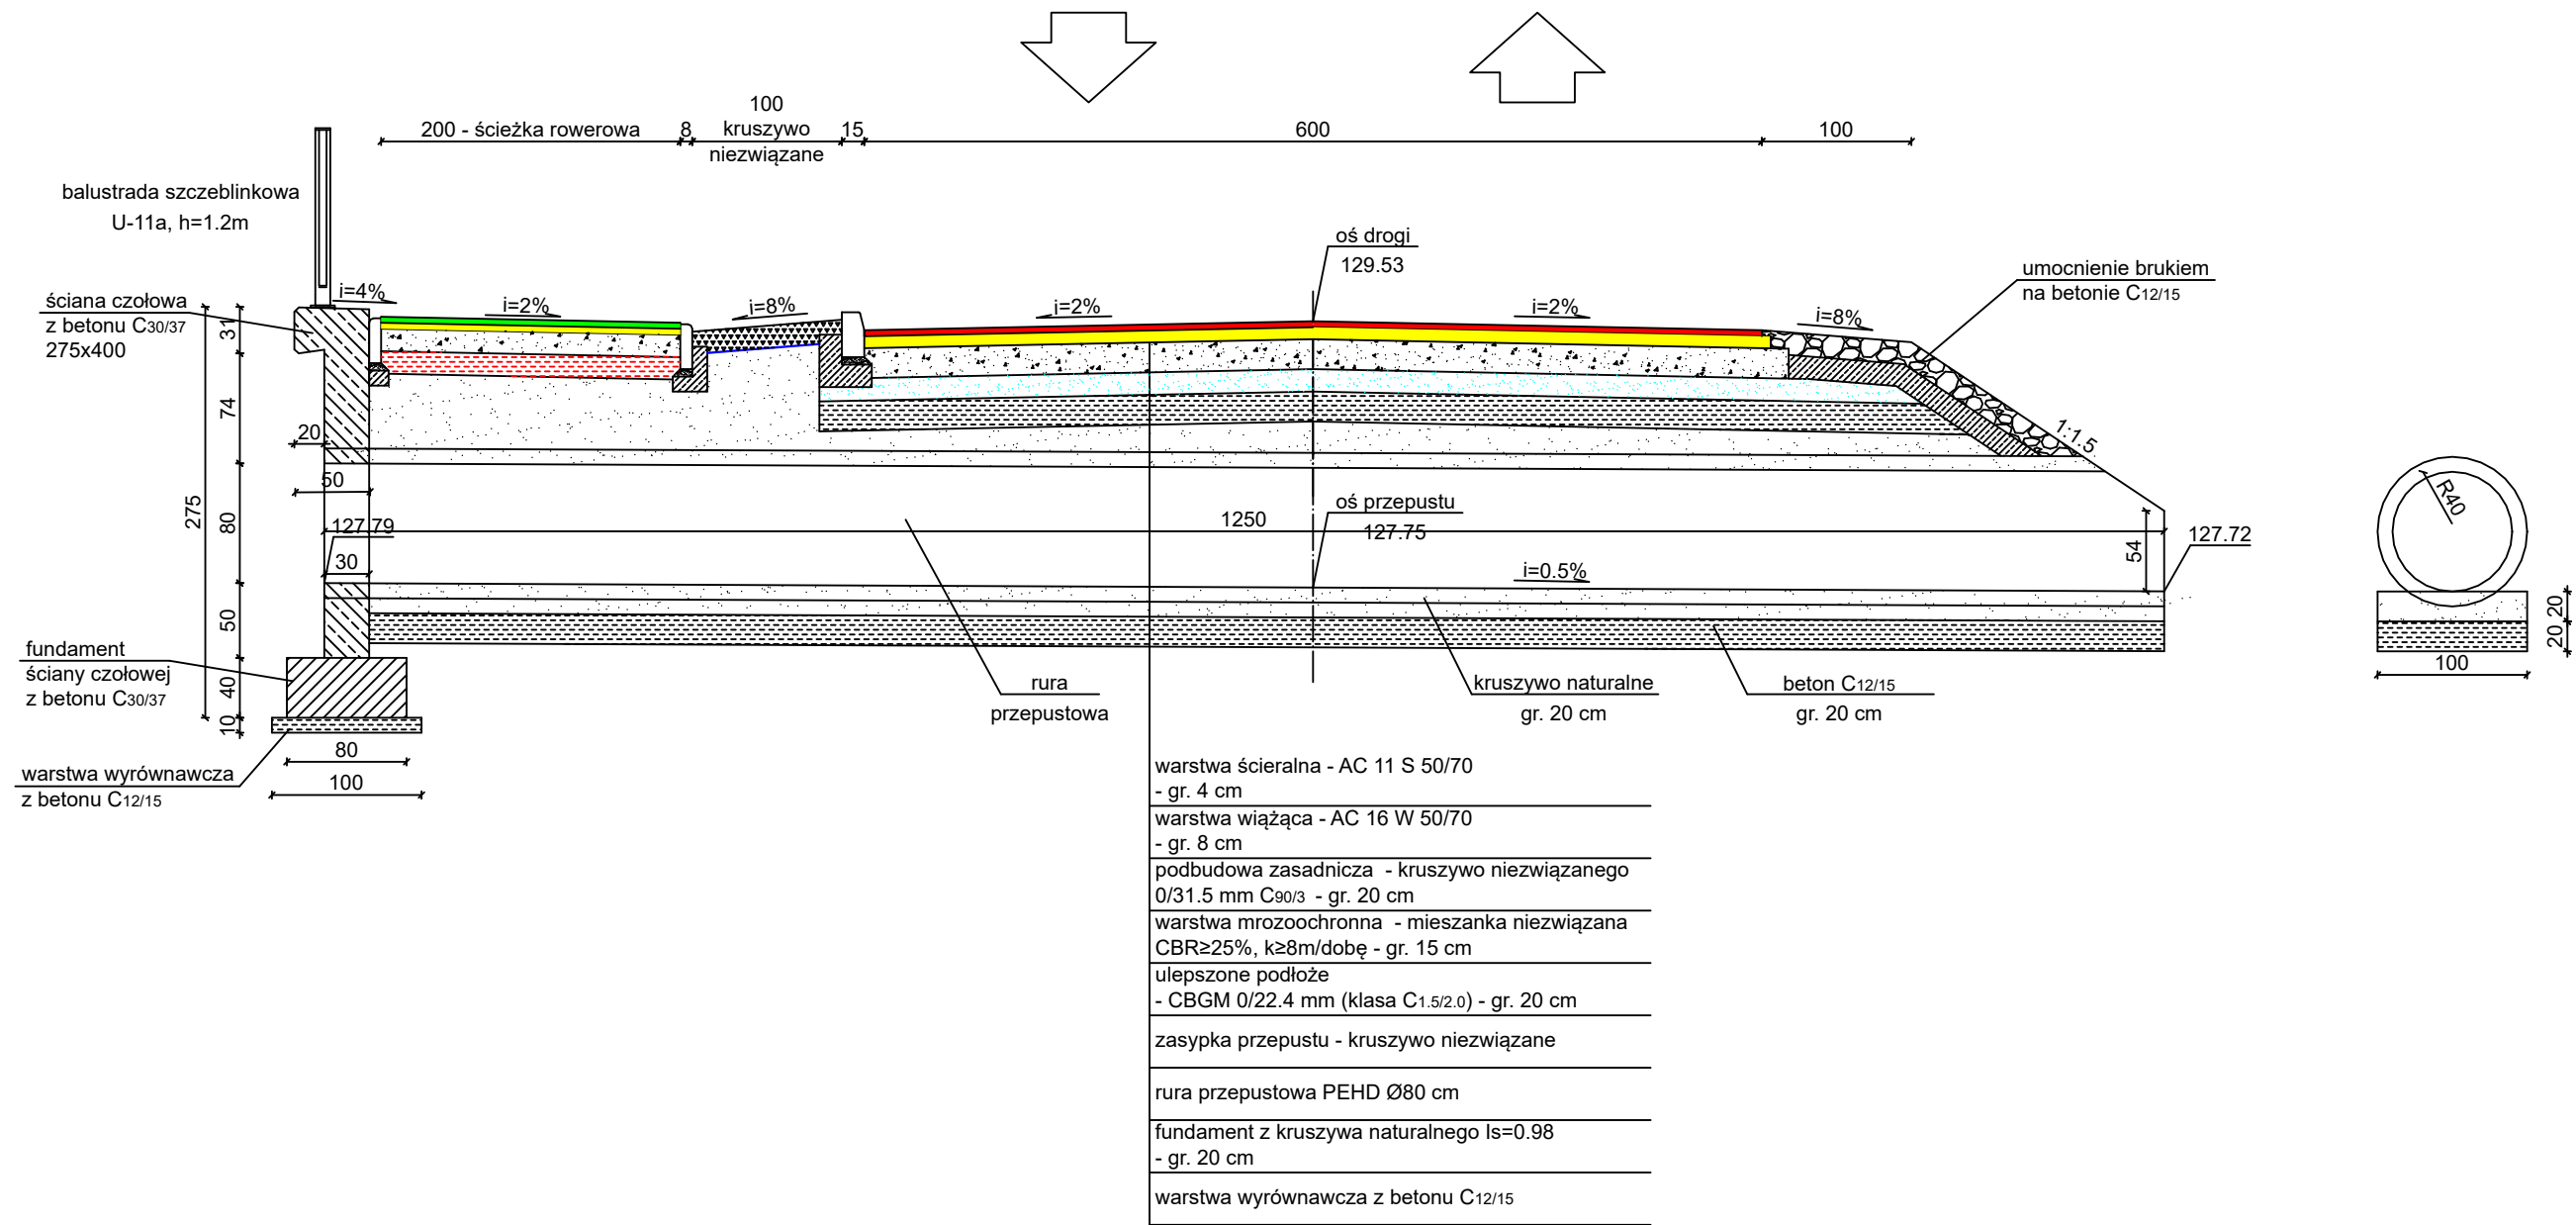 100
200 - ścieżka rowerowa
8
kruszywo
niezwiązane
15
600
100
balustrada szczeblinkowa
U-11a, h=1.2m
oś drogi
129.53
umocnienie brukiem
na betonie C12/15
ściana czołowa
z betonu C30/37
275x400
i=4%
i=2%
i=8%
i=2%
i=2%
i=8%
1:1.5
31
74
20
50
275
80
127.79
30
1250
oś przepustu
127.75
54
127.72
R40
i=0.5%
50
20
20
100
fundament
ściany czołowej
z betonu C30/37
40
10
rura
przepustowa
kruszywo naturalne
gr. 20 cm
beton C12/15
gr. 20 cm
80
100
warstwa wyrównawcza
z betonu C12/15
warstwa ścieralna - AC 11 S 50/70
- gr. 4 cm
warstwa wiążąca - AC 16 W 50/70
- gr. 8 cm
podbudowa zasadnicza - kruszywo niezwiązanego
0/31.5 mm C90/3 - gr. 20 cm
warstwa mrozoochronna - mieszanka niezwiązana
CBR≥25%, k≥8m/dobę - gr. 15 cm
ulepszone podłoże
- CBGM 0/22.4 mm (klasa C1.5/2.0) - gr. 20 cm
zasypka przepustu - kruszywo niezwiązane
rura przepustowa PEHD Ø80 cm
fundament z kruszywa naturalnego Is=0.98
- gr. 20 cm
warstwa wyrównawcza z betonu C12/15